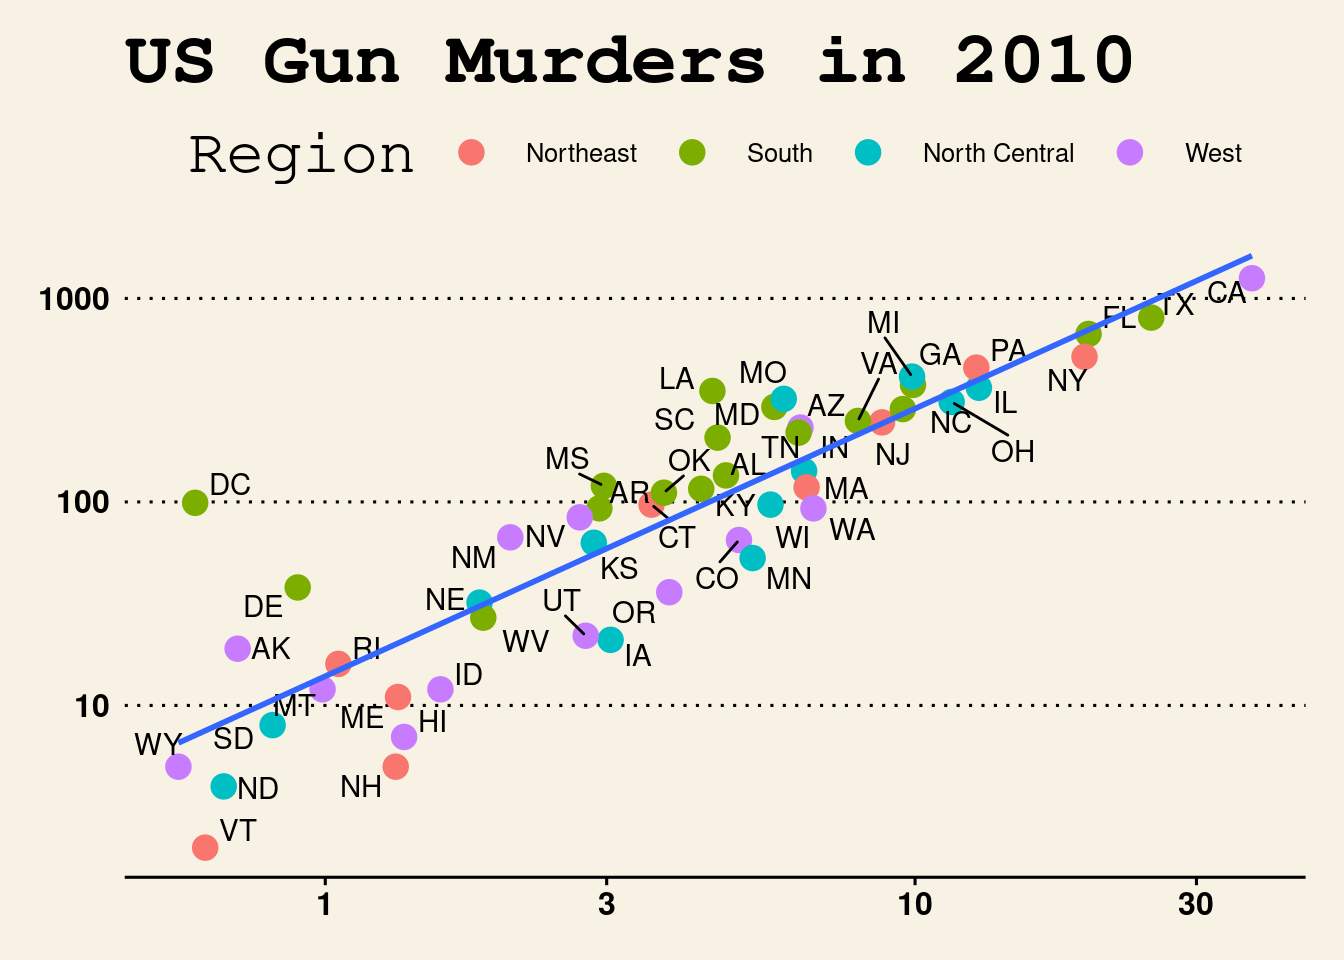 US Gun Murders in 2010
Region Northeast South North Central West
1000
100
10
CA
TX
FL
MI
GA
PA
VA
NY
LA
MO
IL
AZ
SC
MD
NC
OH
TN
IN
NJ
MS
OK
AL
DC
AR
MA
KY
WA
NV
CT
WI
NM
KS
CO
MN
DE
NE
UT
OR
WV
AK
RI
IA
ID
MT
ME
HI
SD
WY
NH
ND
VT
1 3 10 30